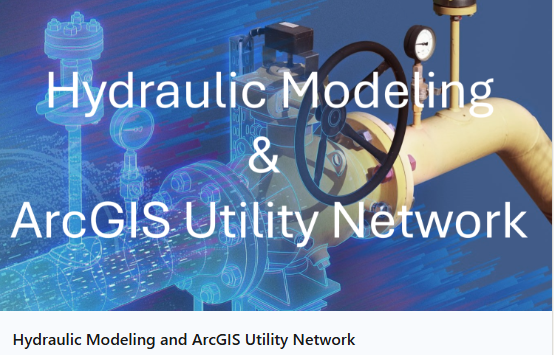 Hydraulic Modeling
&
ArcGIS Utility Network
Hydraulic Modeling and ArcGIS Utility Network